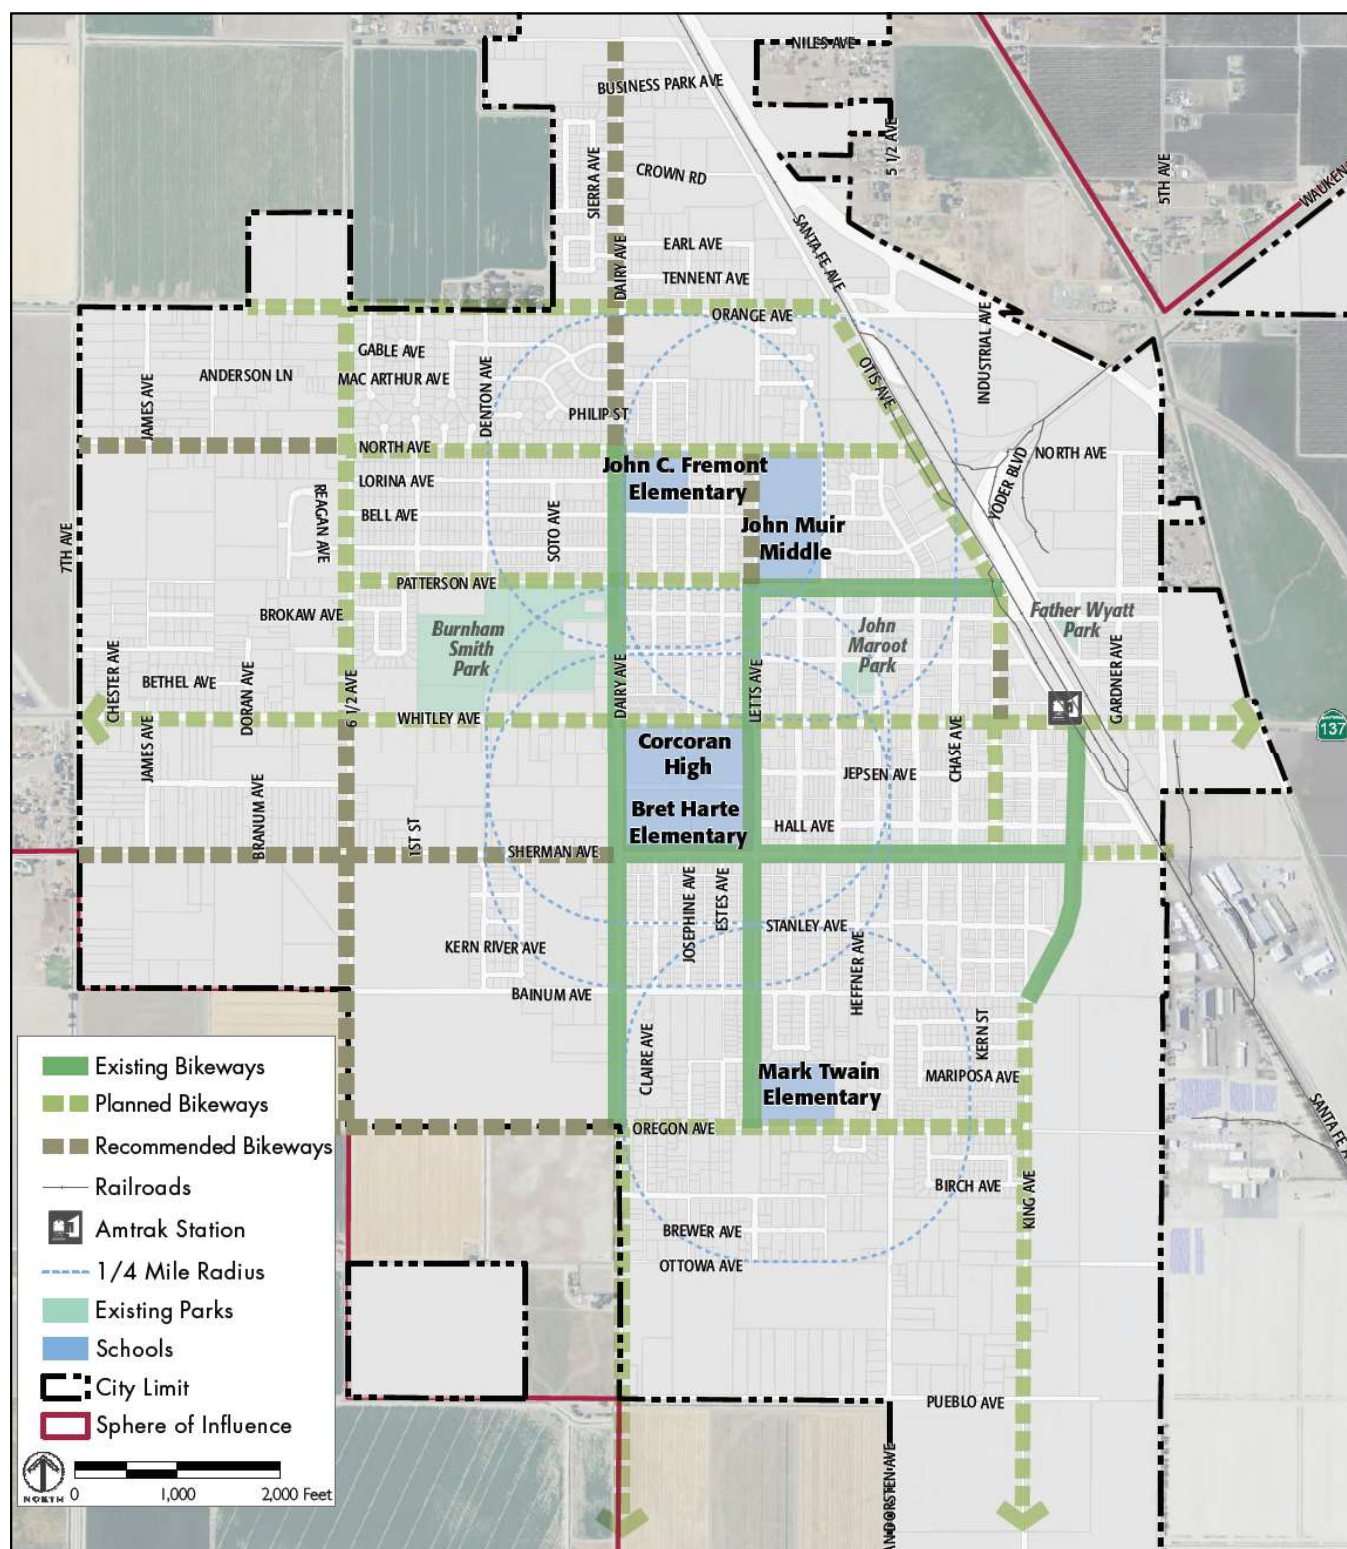 NILES AVE
BUSINESS PARK AVE
5 1/2 AVE
SIERRA AVE
CROWN RD
5TH AVE
WAUKEN
SANTA FE AVE
DAIRY AVE
EARL AVE
TENNENT AVE
ORANGE AVE
INDUSTRIAL AVE
GABLE AVE
ANDERSON LN
MAC ARTHUR AVE
JAMES AVE
DENTON AVE
OTIS AVE
PHILIP ST
NORTH AVE
NORTH AVE
John C. Fremont
Elementary
LORINA AVE
YODER BLVD
REAGAN AVE
BELL AVE
SOTO AVE
John Muir
Middle
7TH AVE
PATTERSON AVE
BROKAW AVE
Burnham
Smith
Park
John
Maroot
Park
Father Wyatt
Park
CHESTER AVE
BETHEL AVE
DORAN AVE
6 1/2 AVE
DAIRY AVE
LETTS AVE
GARDNER AVE
WHITLEY AVE
137
JAMES AVE
Corcoran
High
JEPSEN AVE
CHASE AVE
BRANUM AVE
1ST ST
Bret Harte
Elementary
HALL AVE
SHERMAN AVE
JOSEPHINE AVE
ESTES AVE
STANLEY AVE
KERN RIVER AVE
HEFFNER AVE
BAINUM AVE
KERN ST
CLAIRE AVE
Mark Twain
Elementary
MARIPOSA AVE
OREGON AVE
SANTA FE A
BIRCH AVE
KING AVE
BREWER AVE
OTTOWA AVE
PUEBLO AVE
ANDORSTEN AVE
Existing Bikeways
Planned Bikeways
Recommended Bikeways
Railroads
Amtrak Station
1/4 Mile Radius
Existing Parks
Schools
City Limit
Sphere of Influence
NORTH
0 1,000 2,000 Feet